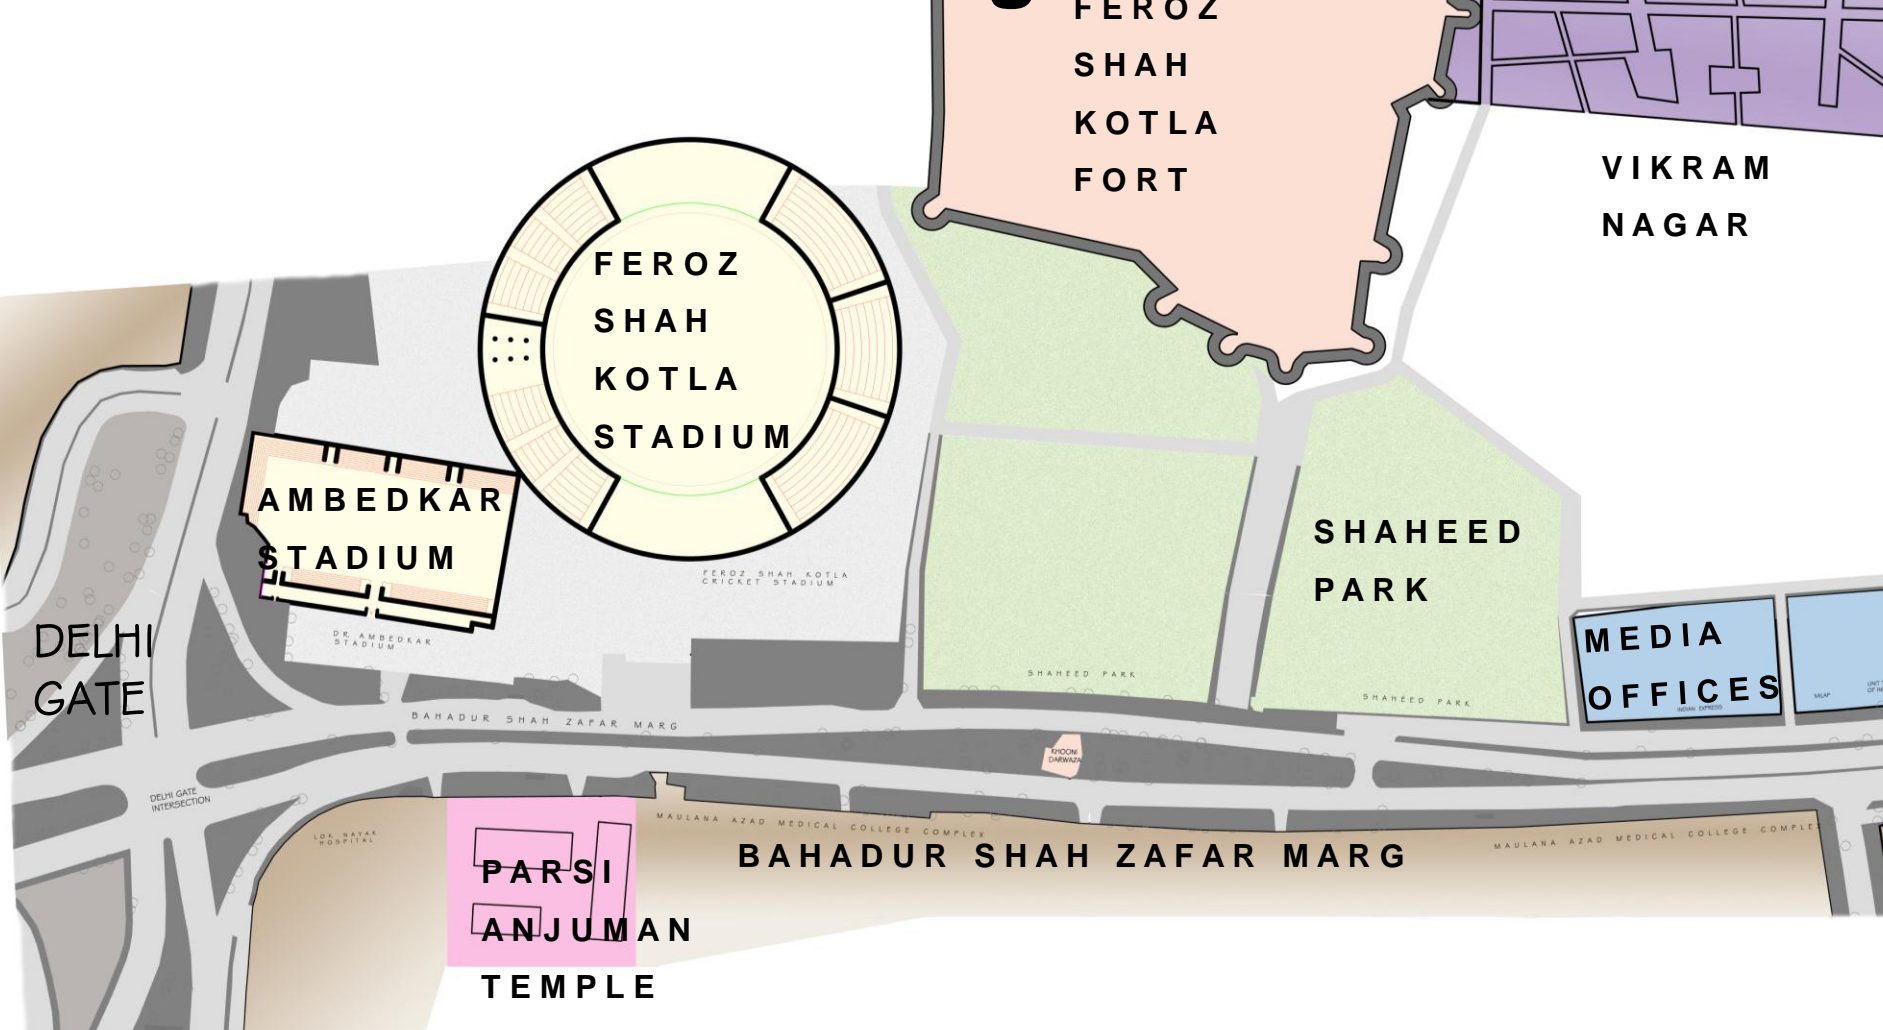 FEROZ
SHAH
KOTLA
FORT
VIKRAM
NAGAR
FEROZ
SHAH
KOTLA
STADIUM
AMBEDKAR
STADIUM
FEROZ SHAH KOTLA
CRICKET STADIUM
DR. AMBEDKAR
STADIUM
SHAHEED
PARK
DELHI
GATE
MEDIA
OFFICES
INDIAN EXPRESS
MILAP
SHAHEED PARK
SHAHEED PARK
BAHADUR SHAH ZAFAR MARG
KHOONI
DARWAZA
DELHI GATE
INTERSECTION
LOK NAYAK
HOSPITAL
MAULANA AZAD MEDICAL COLLEGE COMPLEX
MAULANA AZAD MEDICAL COLLEGE COMPLEX
BAHADUR SHAH ZAFAR MARG
PARSI
ANJUMAN
TEMPLE